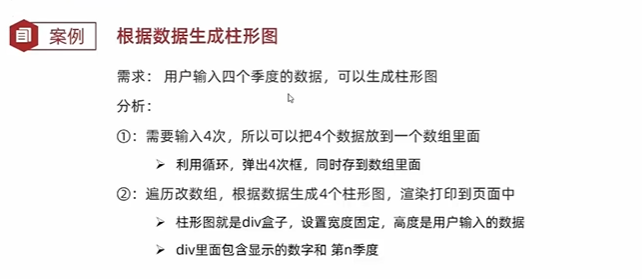 案例
根据数据生成柱形图
需求： 用户输入四个季度的数据，可以生成柱形图
分析：
①：需要输入4次，所以可以把4个数据放到一个数组里面
➢ 利用循环，弹出4次框，同时存到数组里面
②：遍历改数组，根据数据生成4个柱形图，渲染打印到页面中
➢ 柱形图就是div盒子，设置宽度固定，高度是用户输入的数据
➢ div里面包含显示的数字和 第n季度